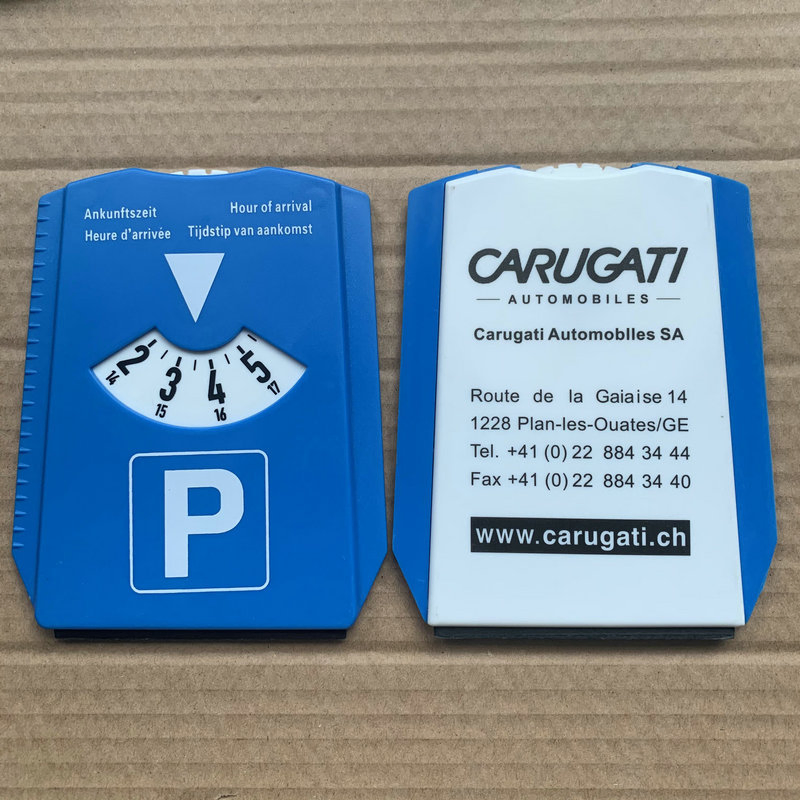 Ankunftszeit Hour of arrival
Heure d'arrivée Tijdstip van aankomst
2 3 4 5
14 15 16 17
P
CARUGATI
AUTOMOBILES
Carugati Automoblles SA
Route de la Gaiaise 14
1228 Plan-les-Ouates/GE
Tel. +41 (0) 22 884 34 44
Fax +41 (0) 22 884 34 40
www.carugati.ch